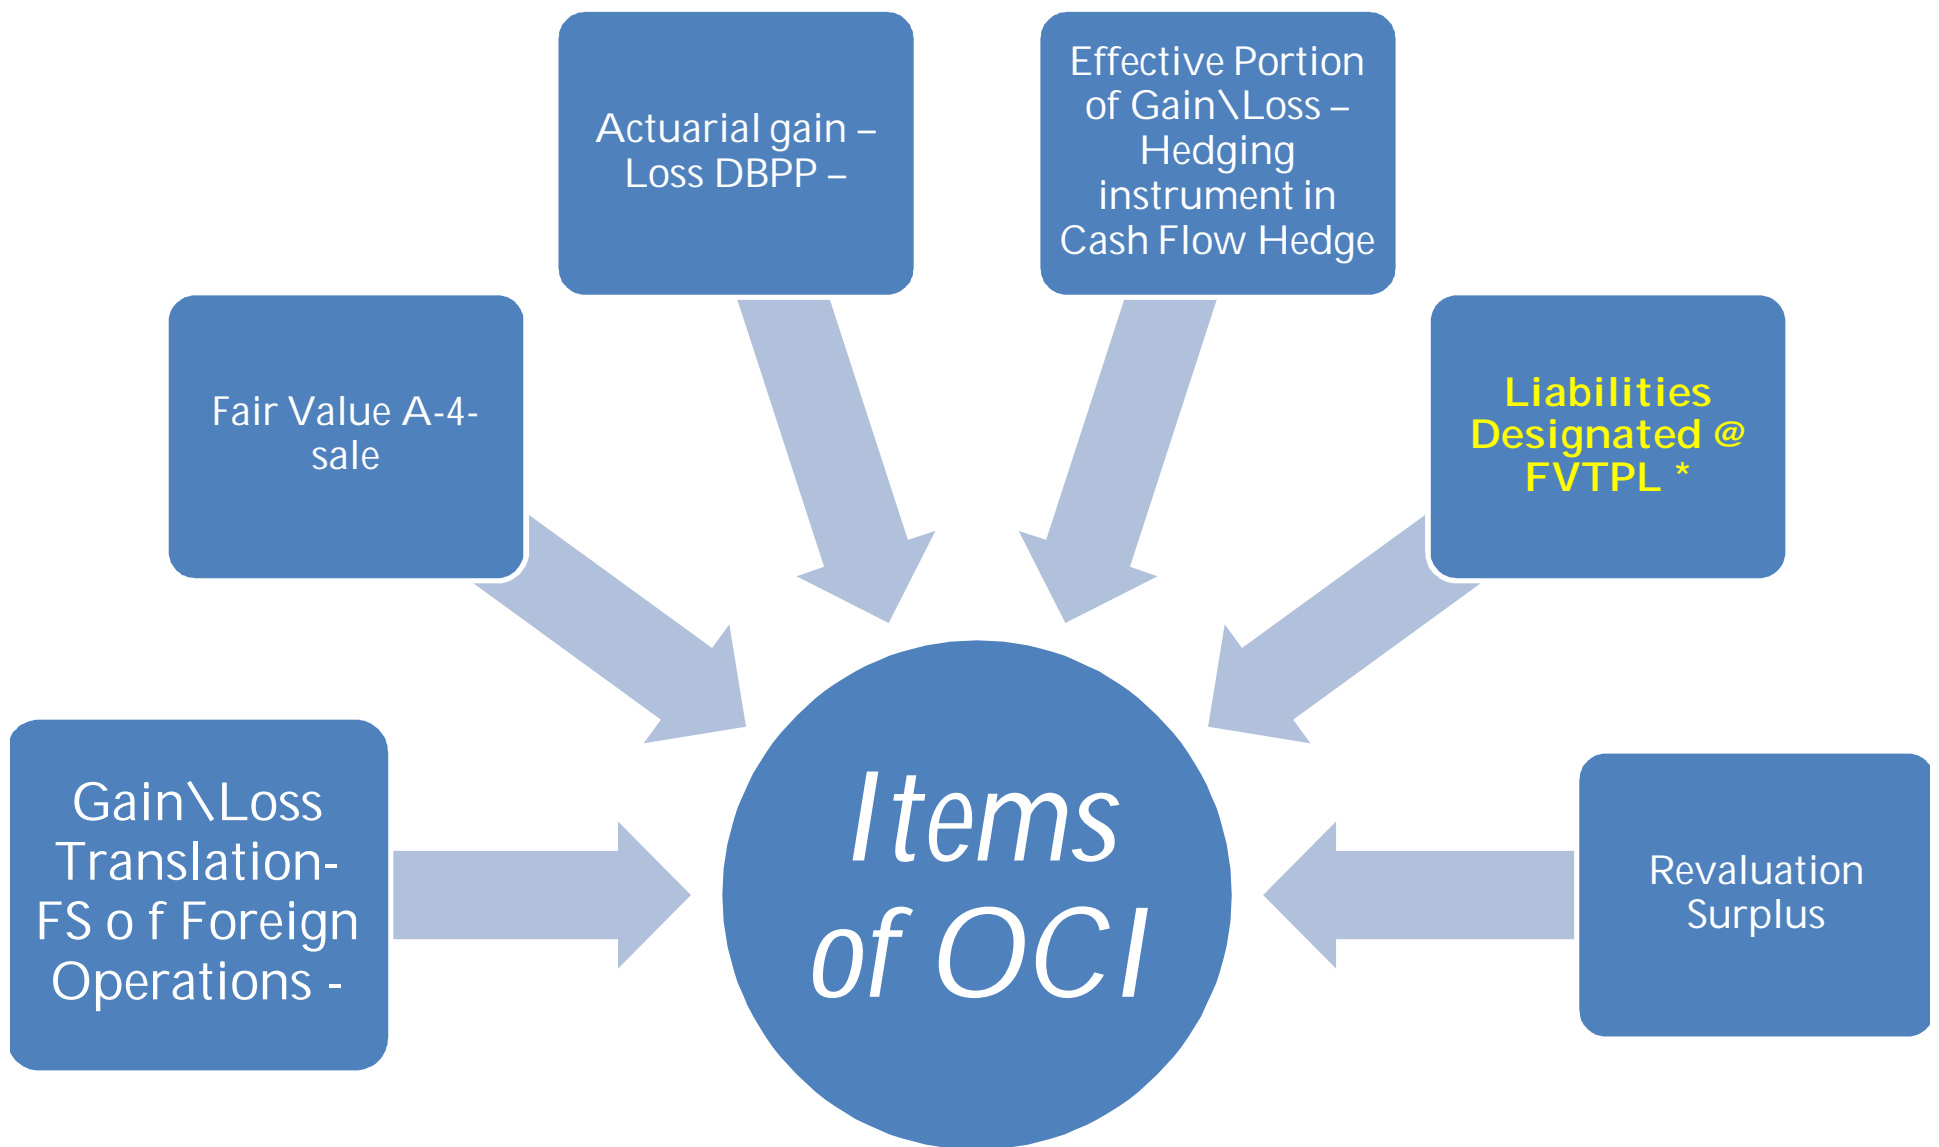 Effective Portion
of Gain\Loss –
Hedging
instrument in
Cash Flow Hedge
Actuarial gain –
Loss DBPP –
Liabilities
Designated @
FVTPL *
Fair Value A-4-
sale
Gain\Loss
Translation-
FS o f Foreign
Operations -
Items
of OCI
Revaluation
Surplus